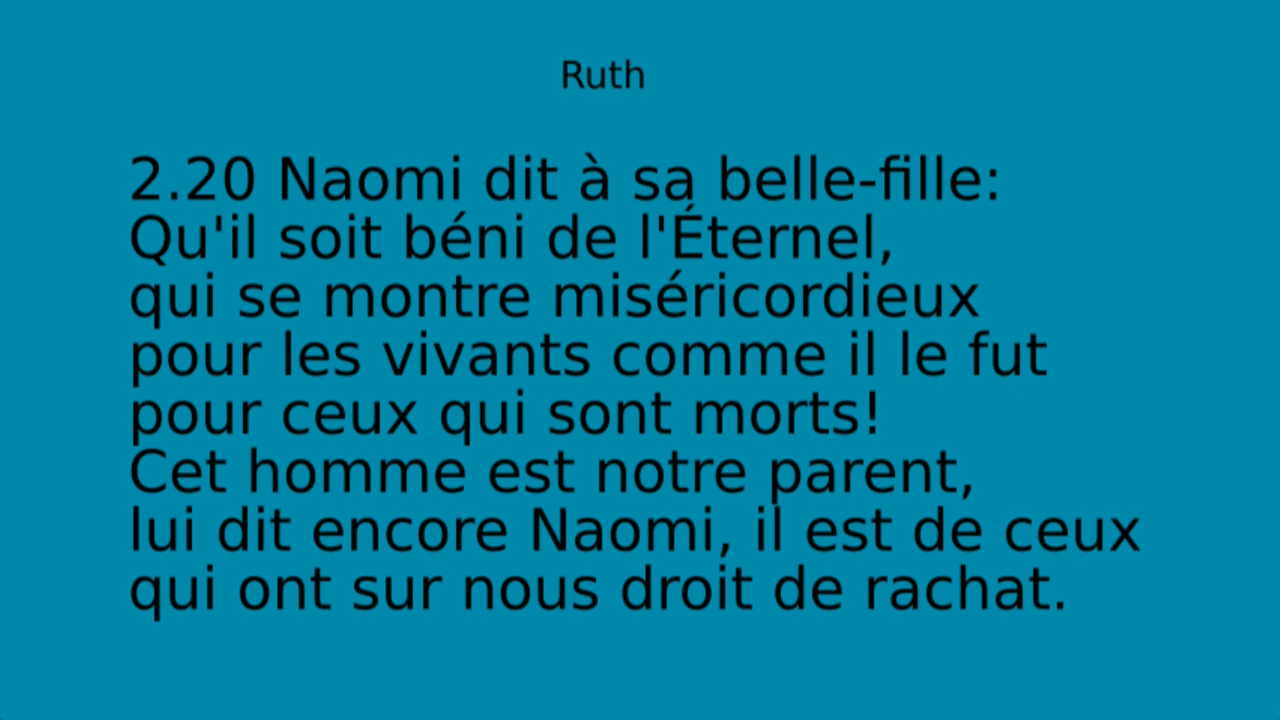 Ruth
2.20 Naomi dit à sa belle-fille:
Qu'il soit béni de l'Éternel,
qui se montre miséricordieux
pour les vivants comme il le fut
pour ceux qui sont morts!
Cet homme est notre parent,
lui dit encore Naomi, il est de ceux
qui ont sur nous droit de rachat.